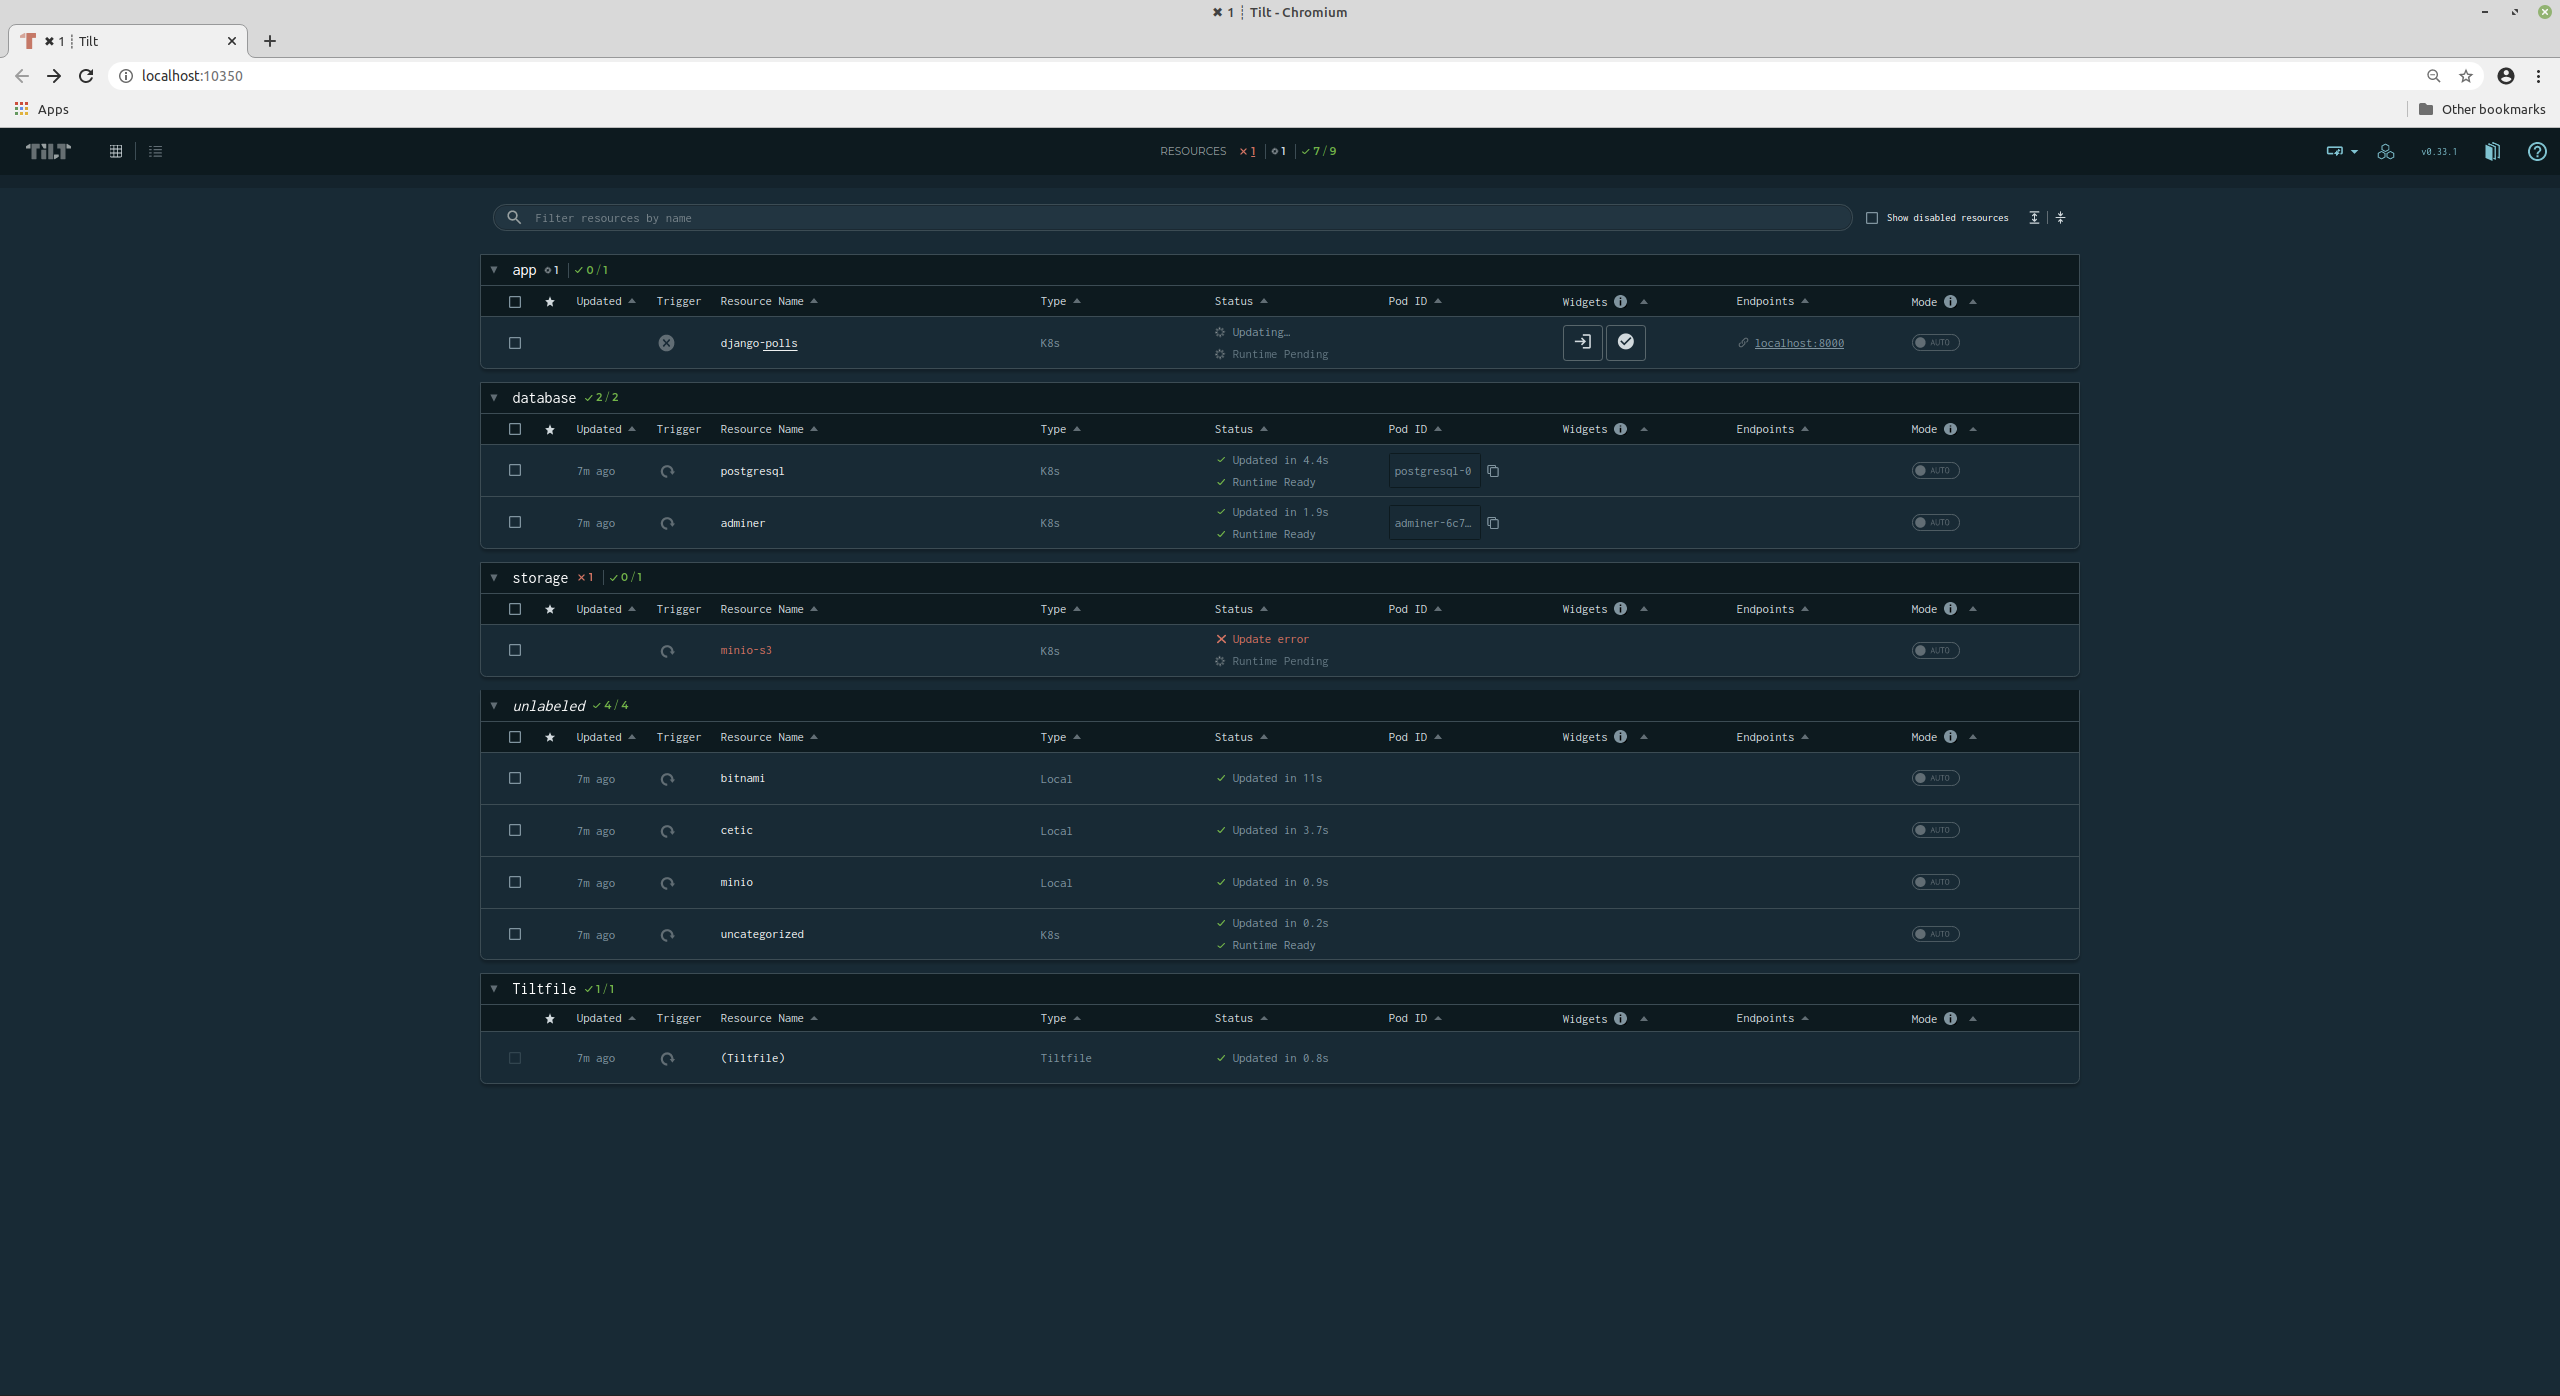 ✖ 1 ┊ Tilt - Chromium
✖ 1 ┊ Tilt
localhost:10350
Apps
Other bookmarks
TILT
RESOURCES 1 1 7/9
v0.33.1
Filter resources by name
Show disabled resources
app 1 0/1
Updated Trigger Resource Name Type Status Pod ID Widgets Endpoints Mode
Updating…
django-polls K8s localhost:8000 AUTO
Runtime Pending
database 2/2
Updated Trigger Resource Name Type Status Pod ID Widgets Endpoints Mode
Updated in 4.4s
7m ago postgresql K8s postgresql-0 AUTO
Runtime Ready
Updated in 1.9s
7m ago adminer K8s adminer-6c7… AUTO
Runtime Ready
storage 1 0/1
Updated Trigger Resource Name Type Status Pod ID Widgets Endpoints Mode
Update error
minio-s3 K8s AUTO
Runtime Pending
unlabeled 4/4
Updated Trigger Resource Name Type Status Pod ID Widgets Endpoints Mode
7m ago bitnami Local Updated in 11s AUTO
7m ago cetic Local Updated in 3.7s AUTO
7m ago minio Local Updated in 0.9s AUTO
Updated in 0.2s
7m ago uncategorized K8s AUTO
Runtime Ready
Tiltfile 1/1
Updated Trigger Resource Name Type Status Pod ID Widgets Endpoints Mode
7m ago (Tiltfile) Tiltfile Updated in 0.8s